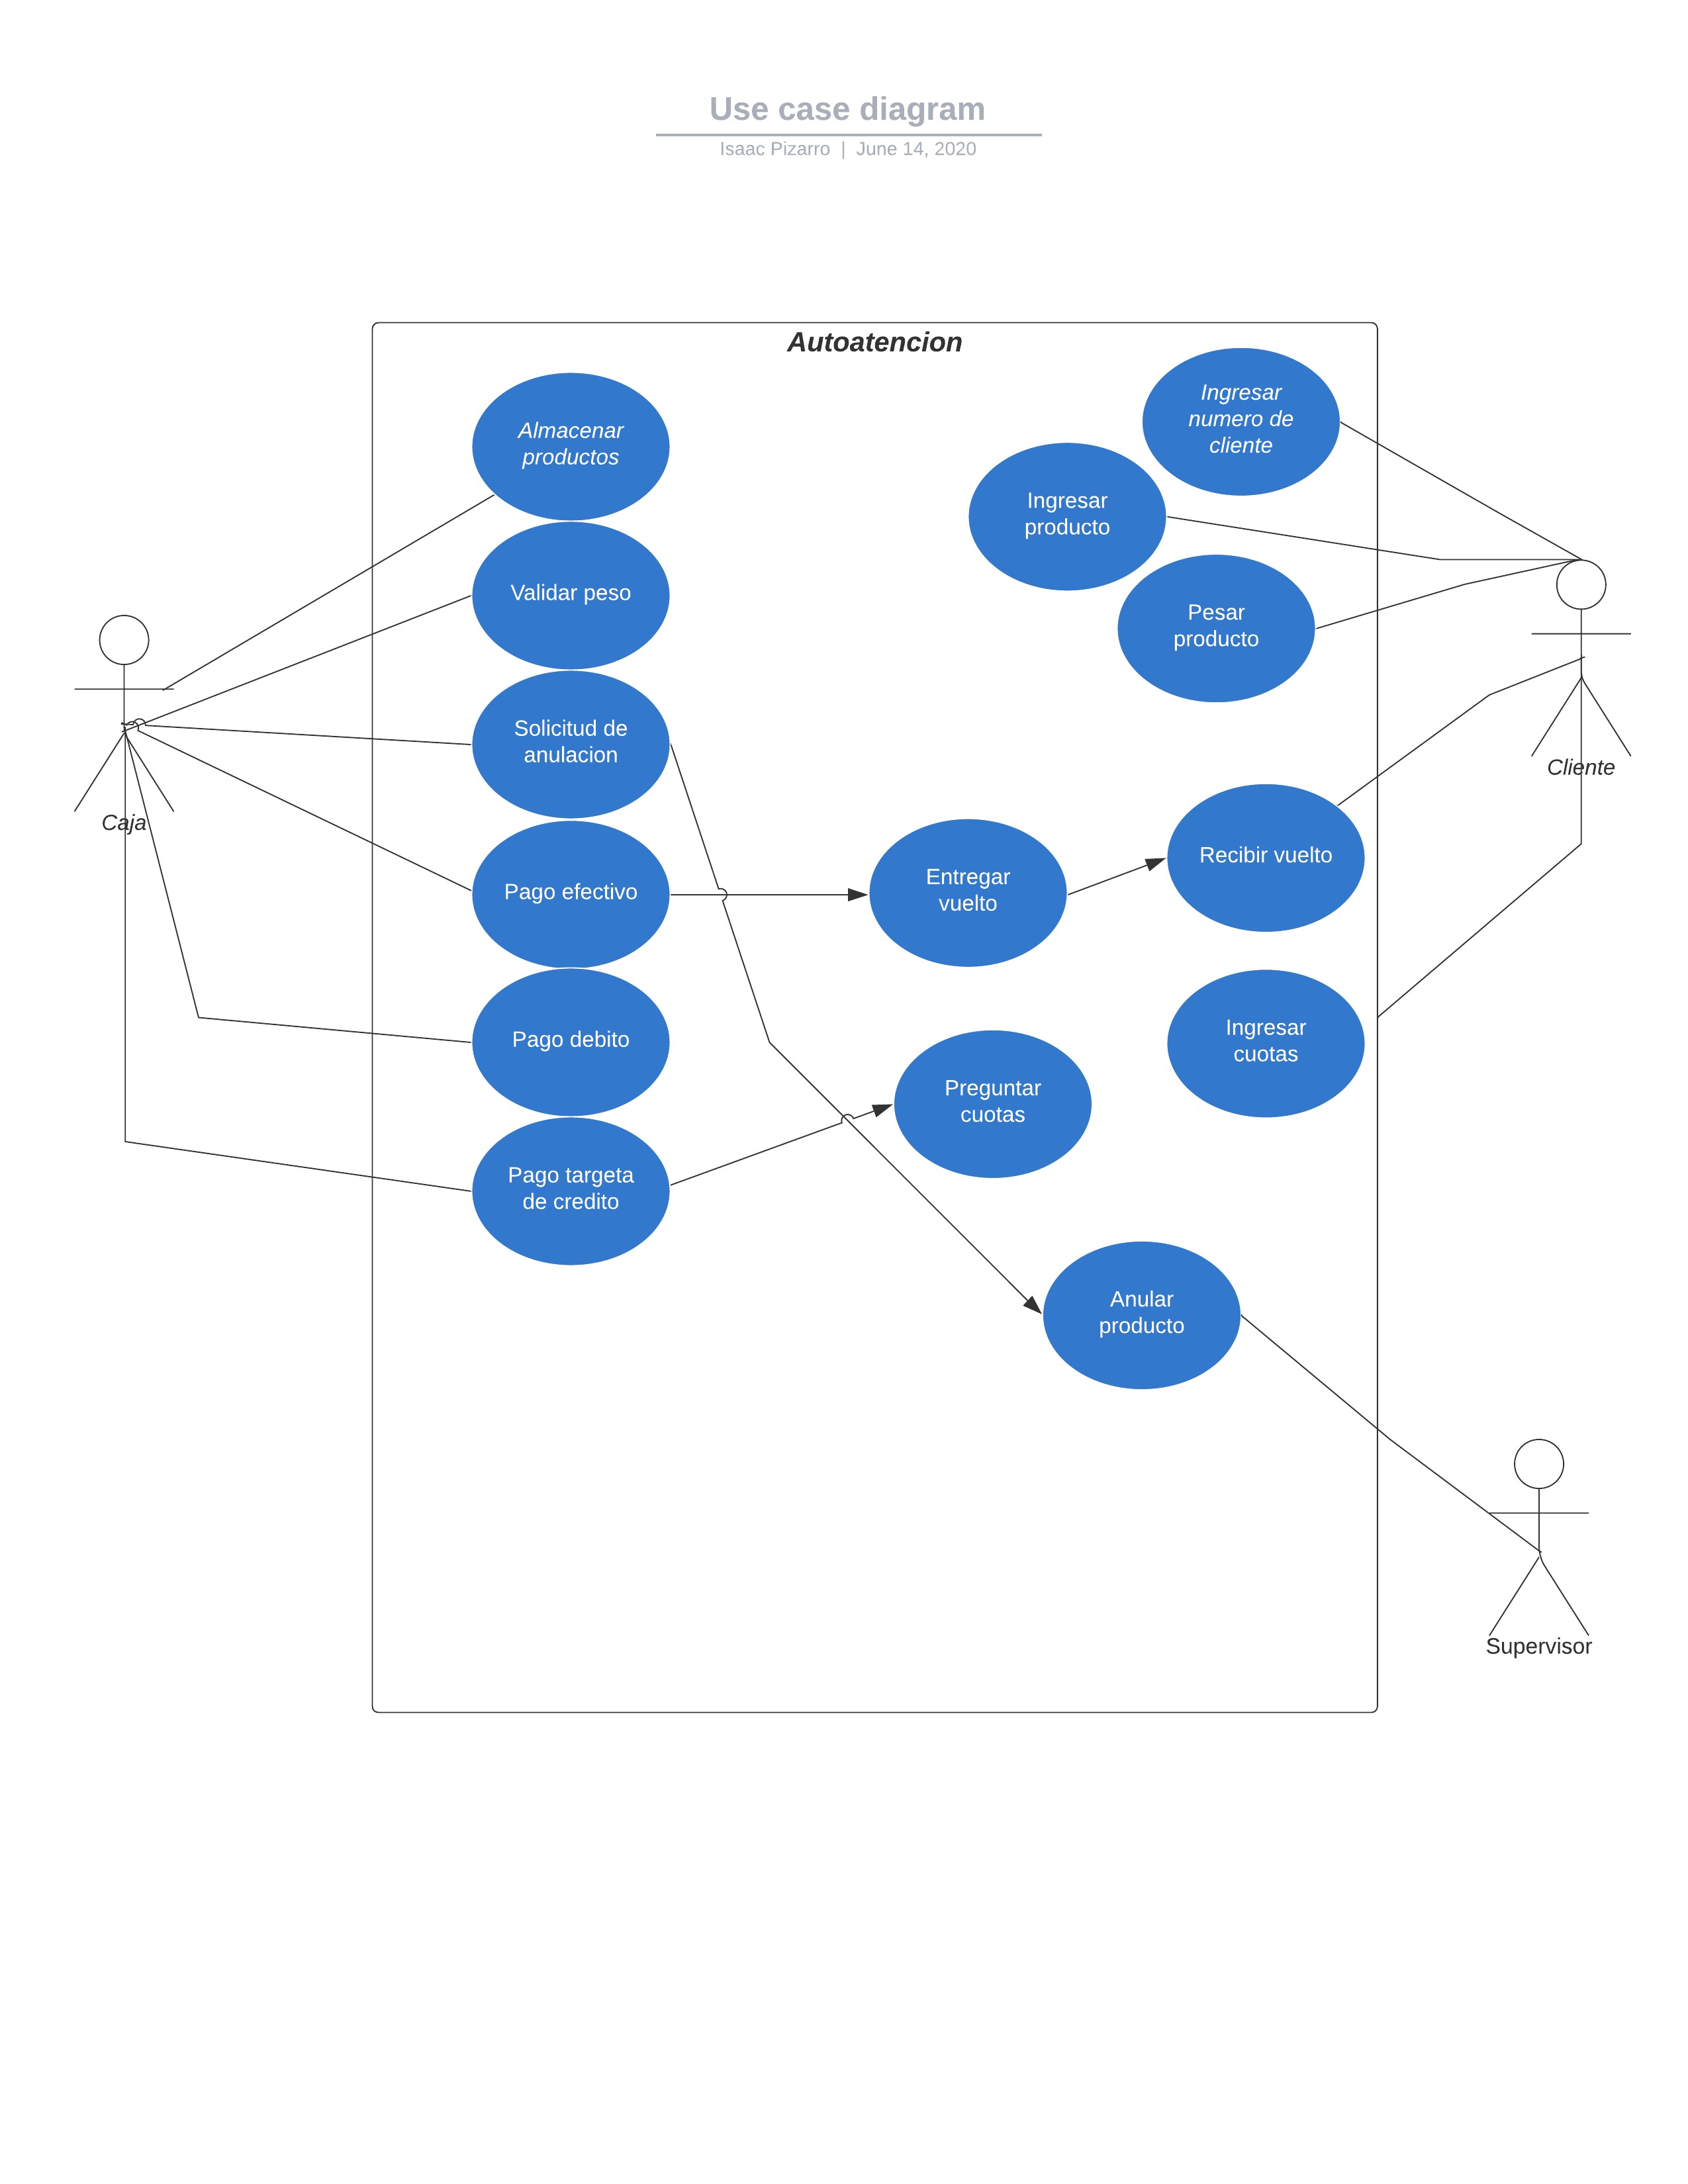 Use case diagram
Isaac Pizarro | June 14, 2020
Autoatencion
Almacenar
productos
Ingresar
numero de
cliente
Ingresar
producto
Validar peso
Pesar
producto
Solicitud de
anulacion
Cliente
Caja
Pago efectivo
Entregar
vuelto
Recibir vuelto
Pago debito
Ingresar
cuotas
Preguntar
cuotas
Pago targeta
de credito
Anular
producto
Supervisor